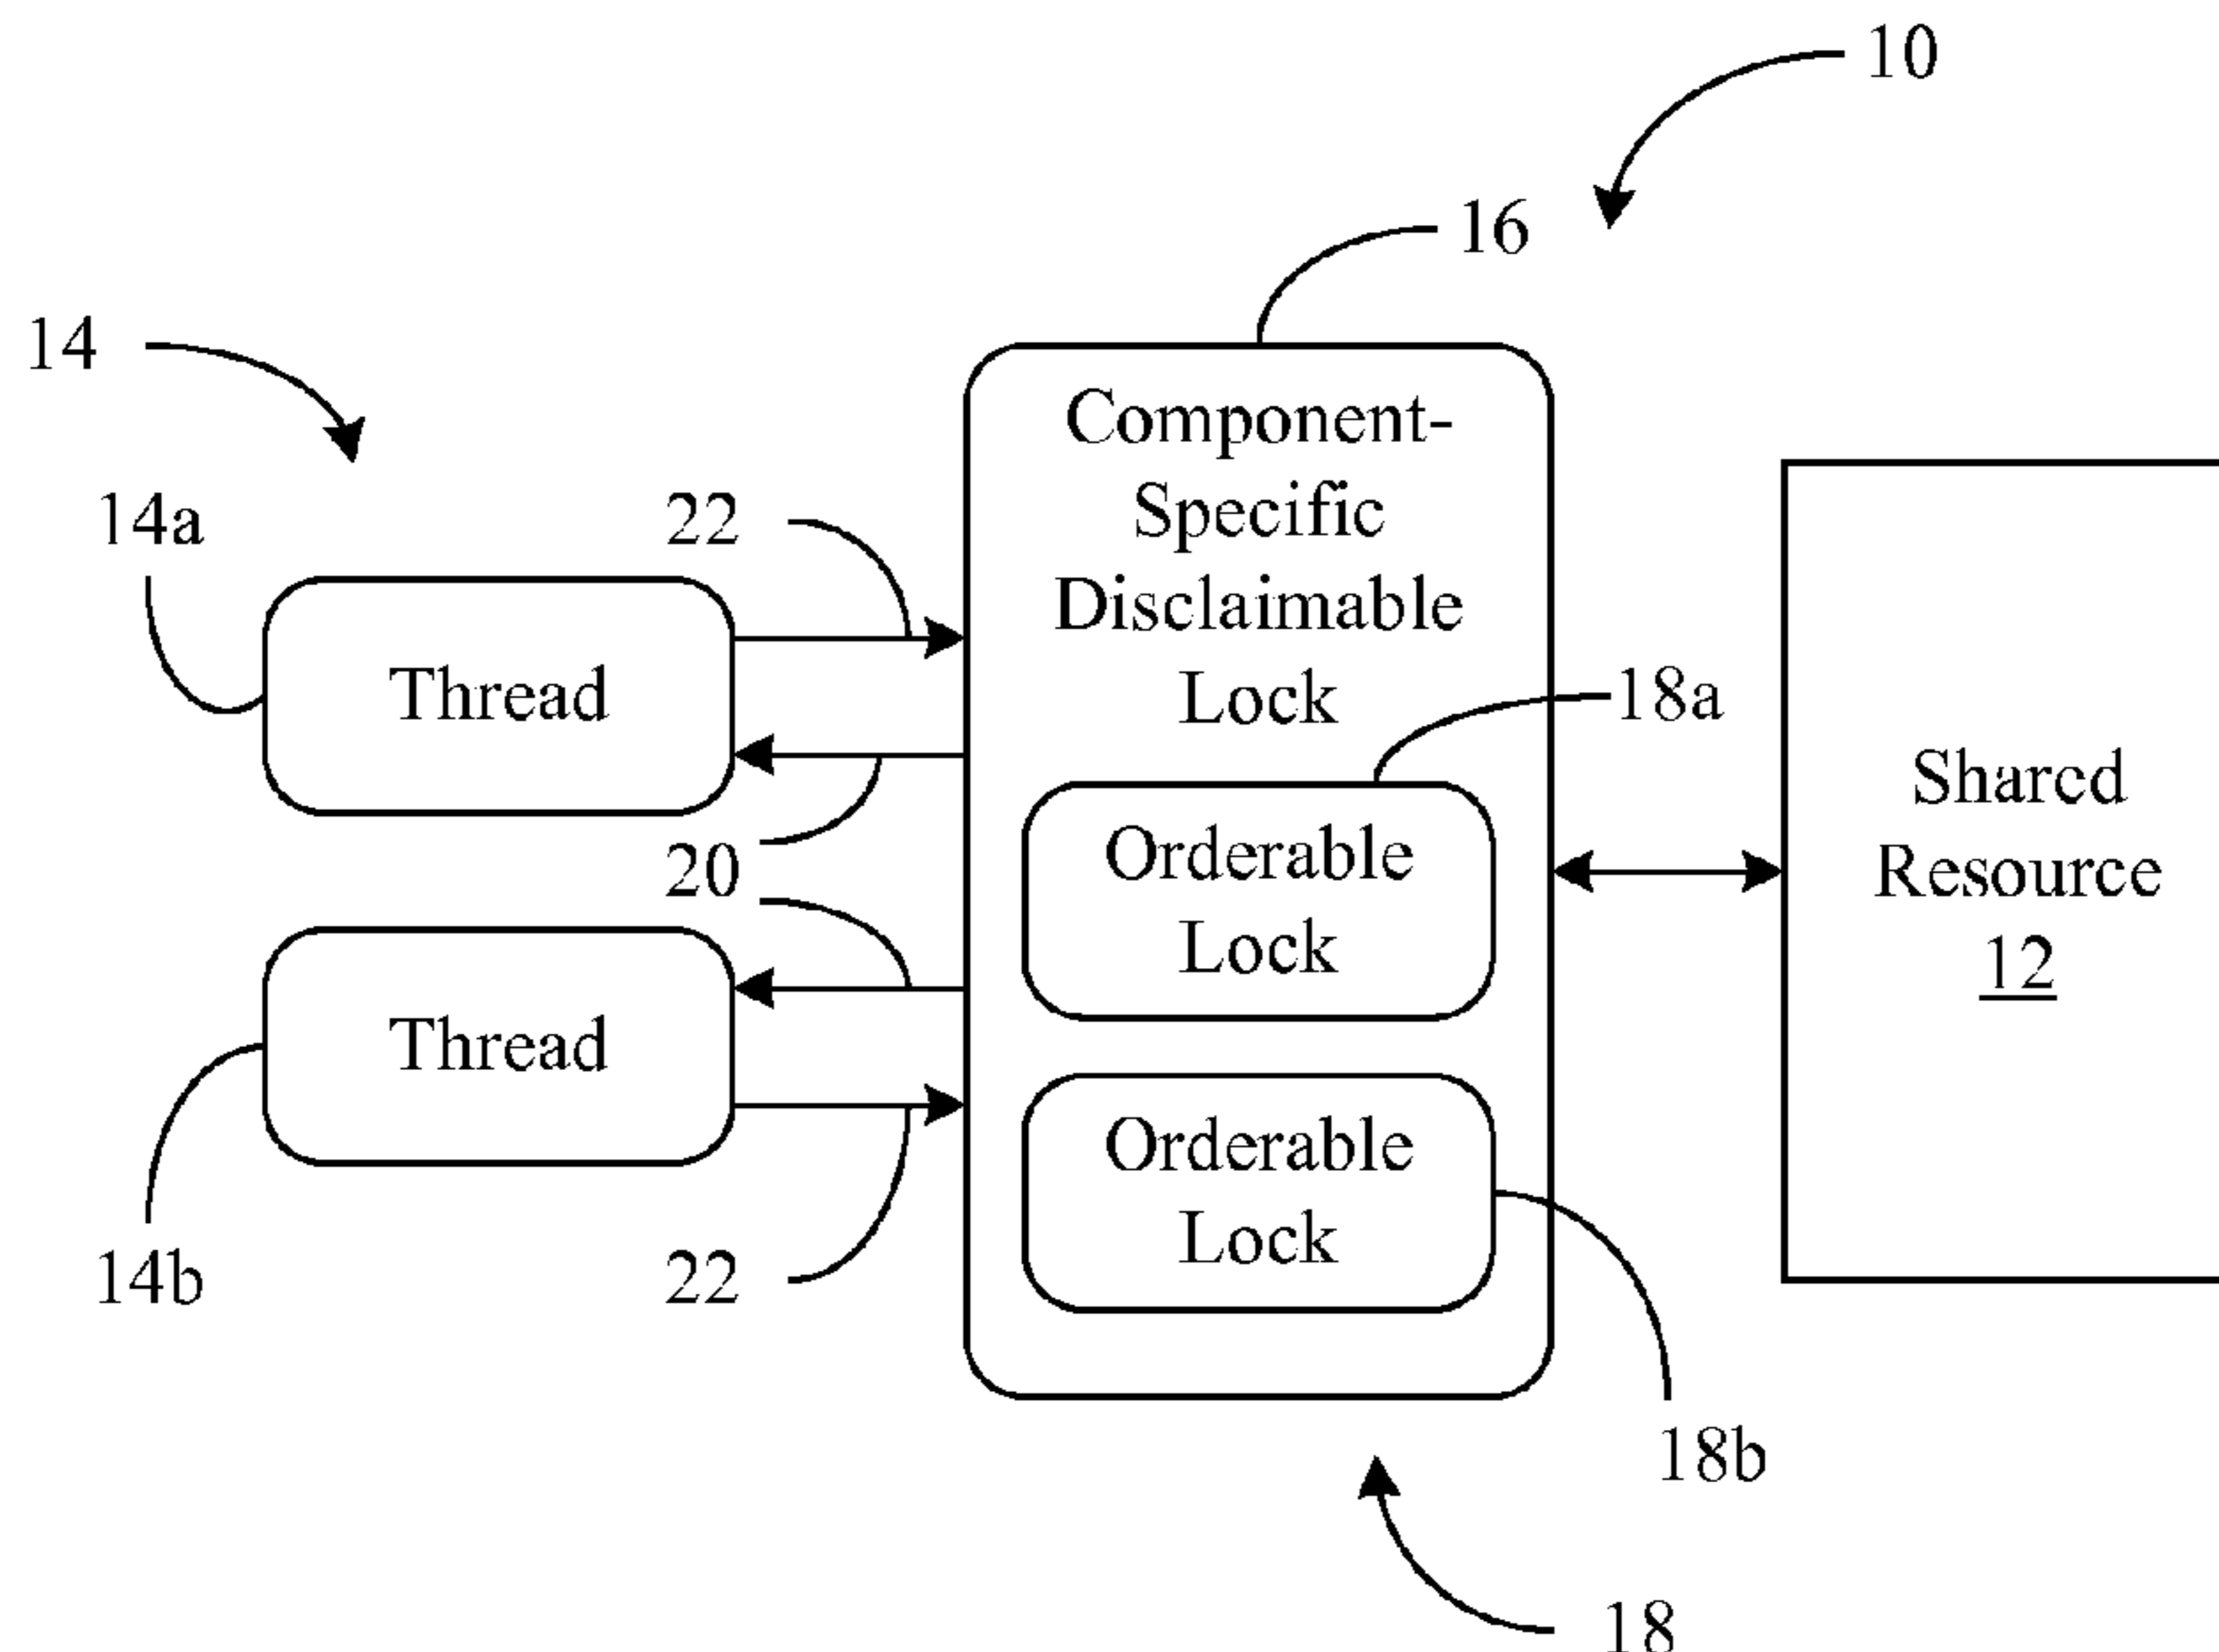 10
16
14
Component-
14a
22
Specific
Disclaimable
Thread
Lock
18a
Shared
20
Orderable
Resource
Lock
12
Thread
Orderable
14b
22
Lock
18b
18